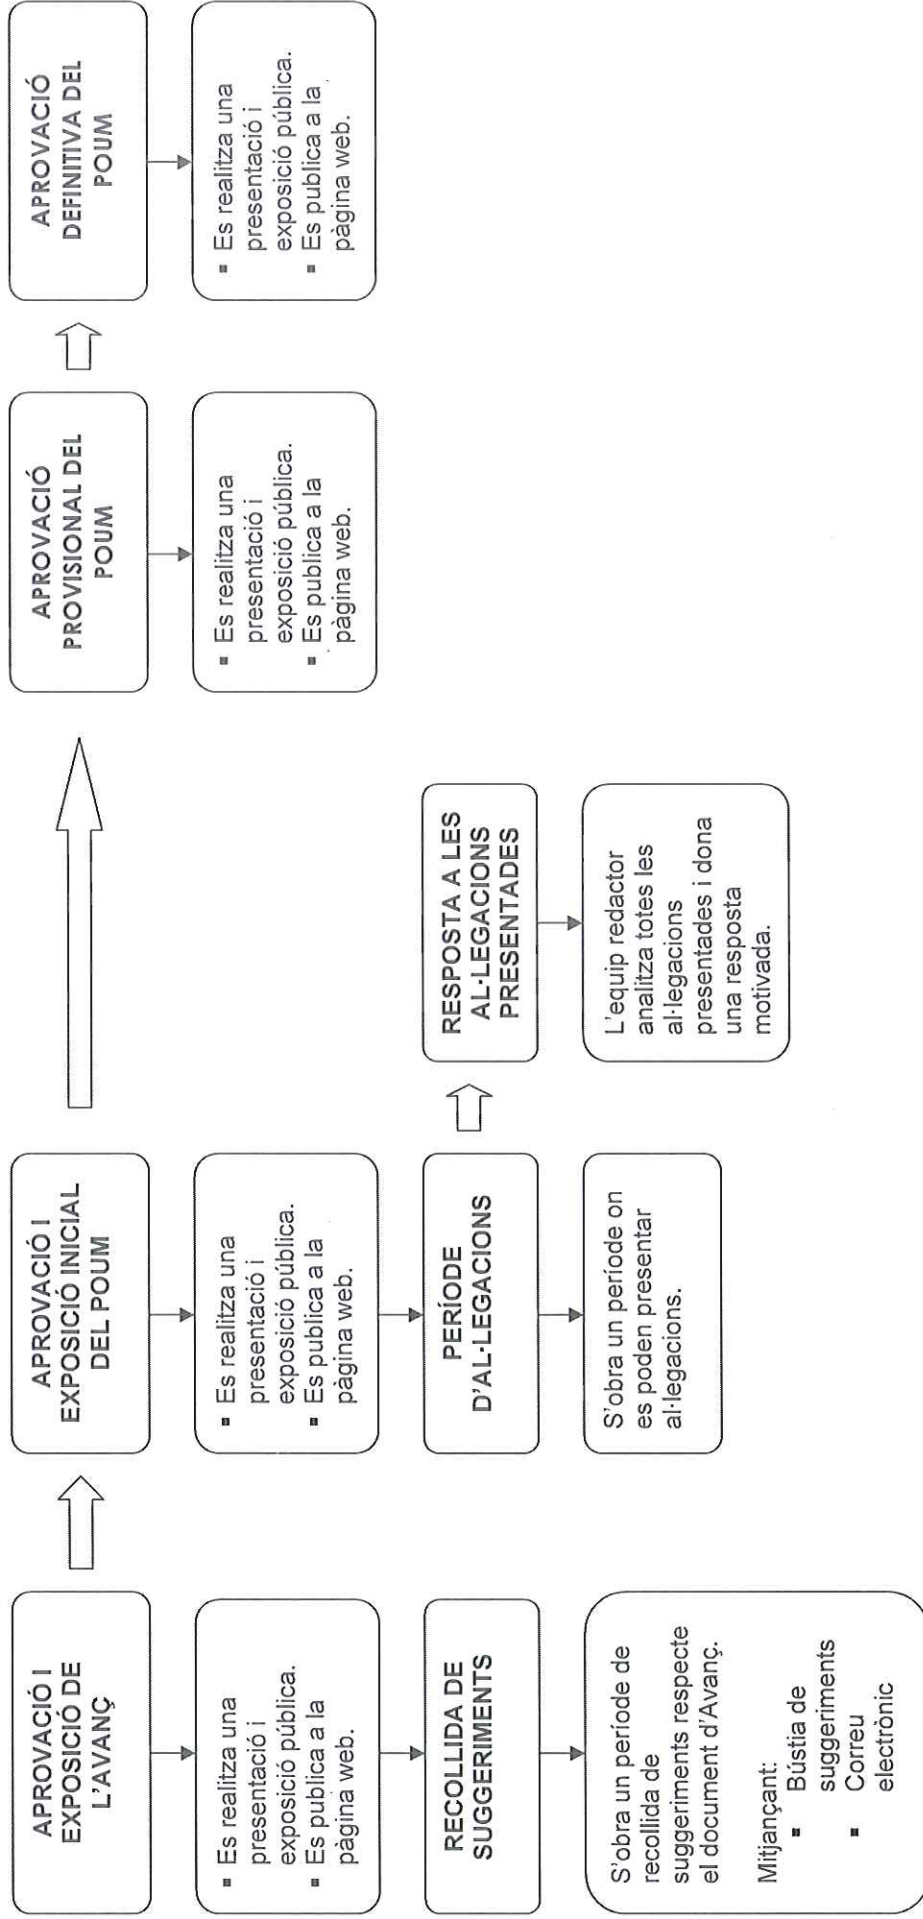 APROVACIÓ I
EXPOSICIÓ DE
L'AVANÇ
▪ Es realitza una
presentació i
exposició pública.
▪ Es publica a la
pàgina web.
RECOLLIDA DE
SUGGERIMENTS
S'obra un període de
recollida de
suggeriments respecte
el document d'Avanç.
Mitjançant:
▪ Bústia de
suggeriments
▪ Correu
electrònic
APROVACIÓ I
EXPOSICIÓ INICIAL
DEL POUM
▪ Es realitza una
presentació i
exposició pública.
▪ Es publica a la
pàgina web.
PERÍODE
D'AL·LEGACIONS
S'obra un període on
es poden presentar
al·legacions.
RESPOSTA A LES
AL·LEGACIONS
PRESENTADES
L'equip redactor
analitza totes les
al·legacions
presentades i dona
una resposta
motivada.
APROVACIÓ
PROVISIONAL DEL
POUM
▪ Es realitza una
presentació i
exposició pública.
▪ Es publica a la
pàgina web.
APROVACIÓ
DEFINITIVA DEL
POUM
▪ Es realitza una
presentació i
exposició pública.
▪ Es publica a la
pàgina web.